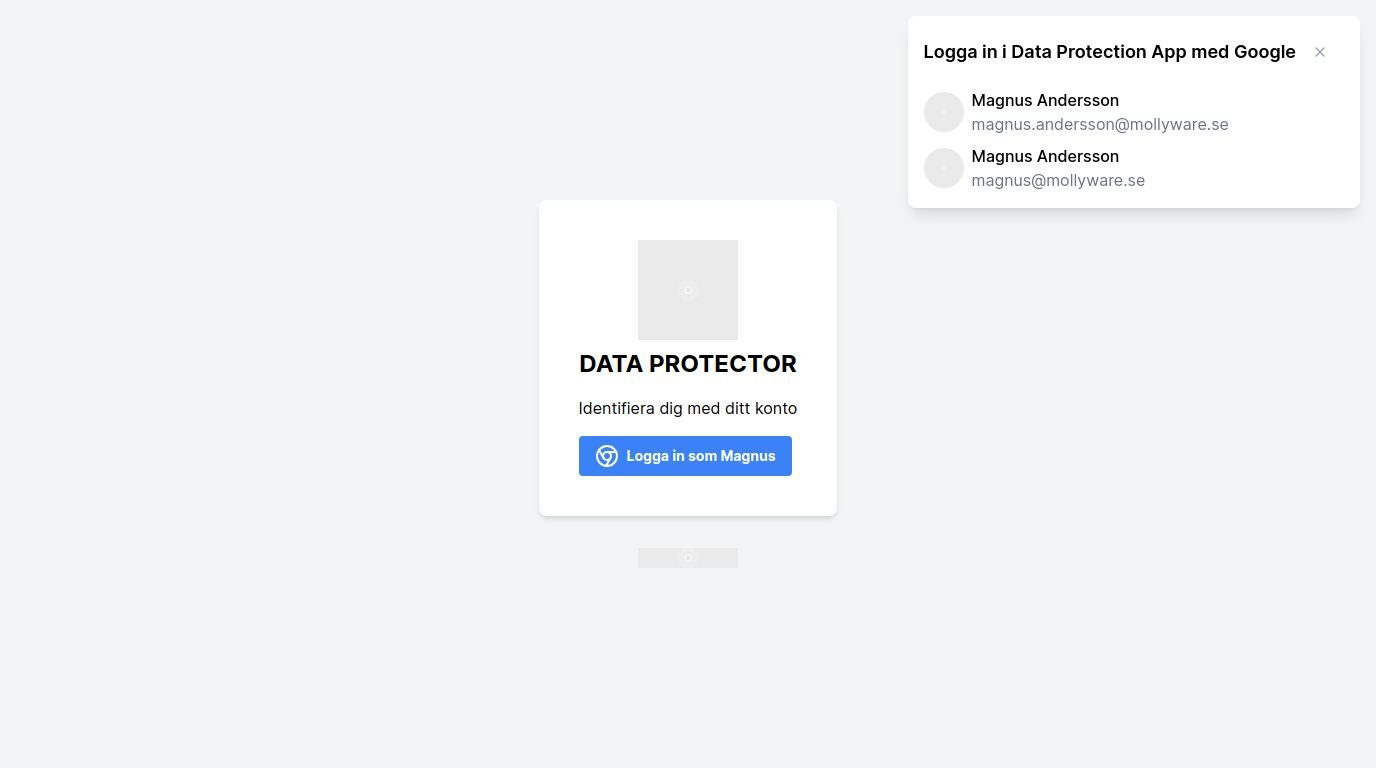 Logga in i Data Protection App med Google
Magnus Andersson
magnus.andersson@mollyware.se
Magnus Andersson
magnus@mollyware.se
DATA PROTECTOR
Identifiera dig med ditt konto
Logga in som Magnus